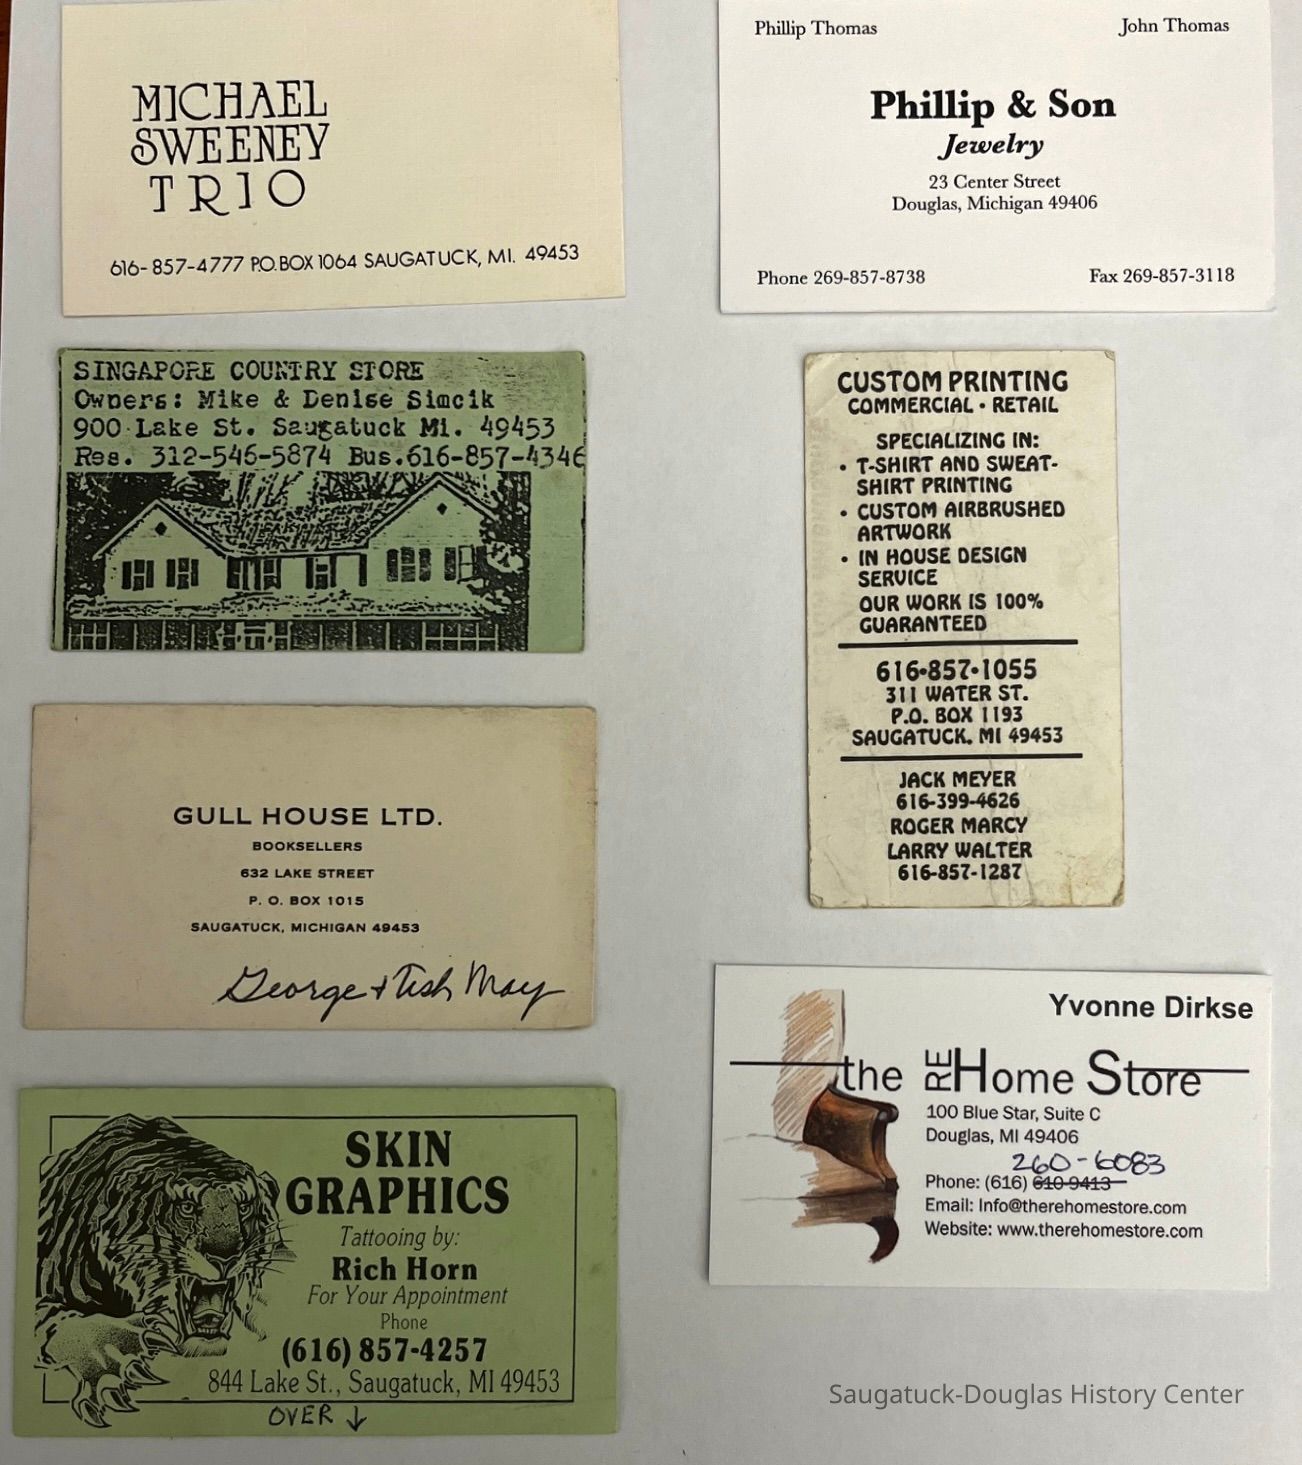 MICHAEL
SWEENEY
TRIO
616-857-4777 P.O. BOX 1064 SAUGATUCK, MI. 49453
Phillip Thomas
John Thomas
Phillip & Son
Jewelry
23 Center Street
Douglas, Michigan 49406
Phone 269-857-8738
Fax 269-857-3118
SINGAPORE COUNTRY STORE
Owners: Mike & Denise Simcik
900 Lake St. Saugatuck Mi. 49453
Res. 312-546-5874 Bus.616-857-4346
CUSTOM PRINTING
COMMERCIAL • RETAIL
SPECIALIZING IN:
• T-SHIRT AND SWEAT-
SHIRT PRINTING
• CUSTOM AIRBRUSHED
ARTWORK
• IN HOUSE DESIGN
SERVICE
OUR WORK IS 100%
GUARANTEED
616•857•1055
311 WATER ST.
P.O. BOX 1193
SAUGATUCK, MI 49453
JACK MEYER
616-399-4626
ROGER MARCY
LARRY WALTER
616-857-1287
GULL HOUSE LTD.
BOOKSELLERS
632 LAKE STREET
P. O. BOX 1015
SAUGATUCK, MICHIGAN 49453
George + Tish May
Yvonne Dirkse
the REHome Store
100 Blue Star, Suite C
Douglas, MI 49406
260-6083
Phone: (616) 610-9413
Email: Info@therehomestore.com
Website: www.therehomestore.com
SKIN
GRAPHICS
Tattooing by:
Rich Horn
For Your Appointment
Phone
(616) 857-4257
844 Lake St., Saugatuck, MI 49453
OVER ↓
Saugatuck-Douglas History Center